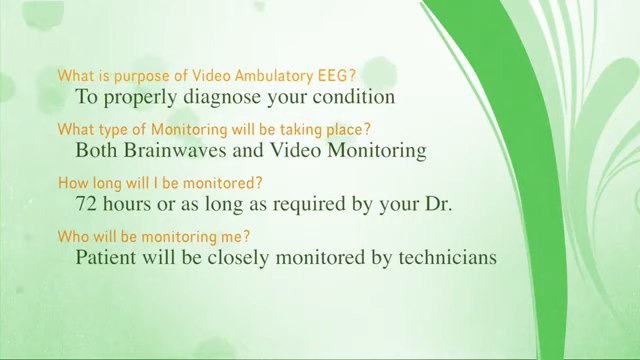 What is purpose of Video Ambulatory EEG?
To properly diagnose your condition
What type of Monitoring will be taking place?
Both Brainwaves and Video Monitoring
How long will I be monitored?
72 hours or as long as required by your Dr.
Who will be monitoring me?
Patient will be closely monitored by technicians